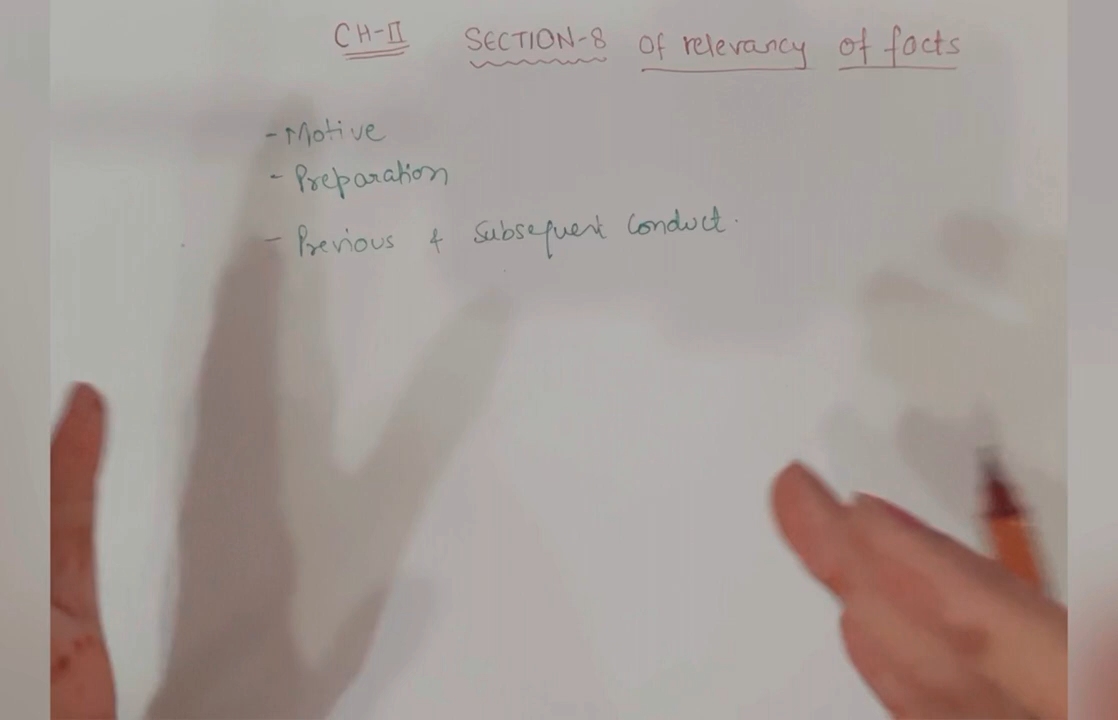 CH-II SECTION-8 Of relevancy of facts
- Motive
- Preparation
- Previous & Subsequent Conduct.